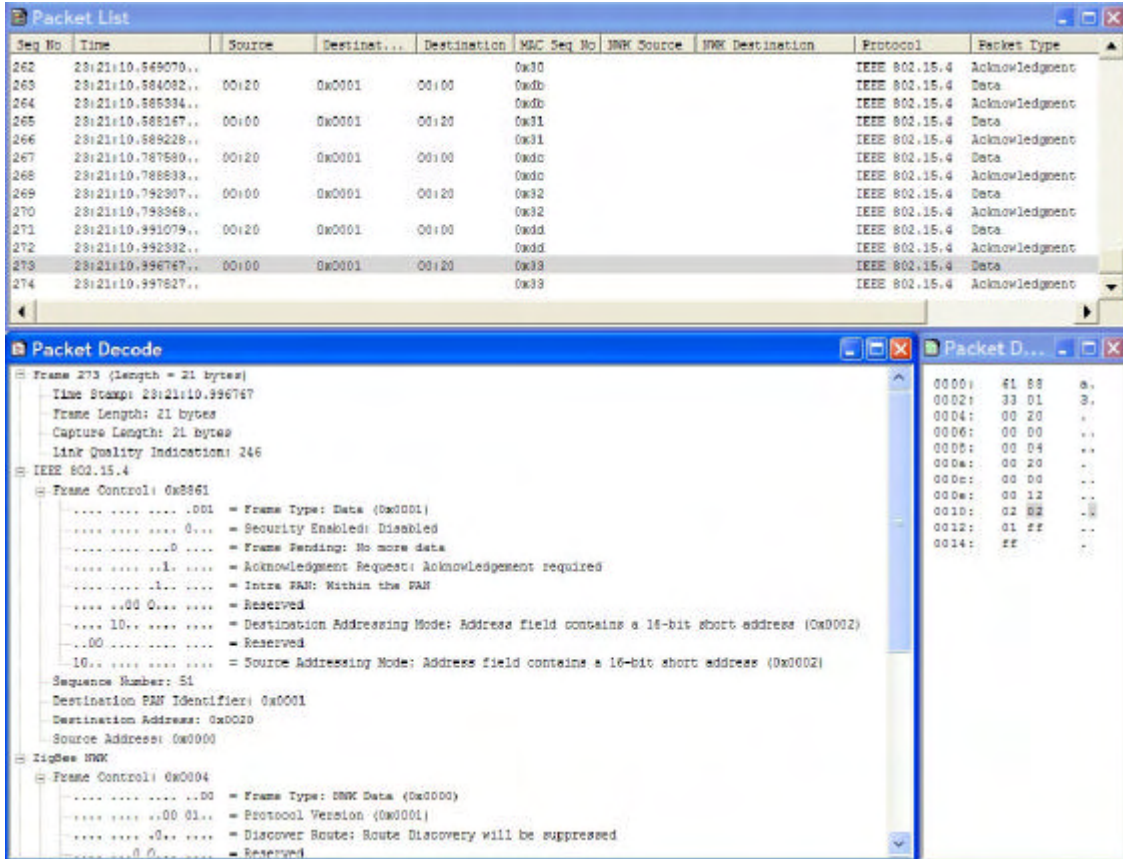 Packet List
Seq No Time Source Destinat... Destination MAC Seq No NWK Source NWK Destination Protocol Packet Type
262 23:21:10.569070.. 0x30 IEEE 802.15.4 Acknowledgment
263 23:21:10.584082.. 00:20 0x0001 00:00 0xdb IEEE 802.15.4 Data
264 23:21:10.585334.. 0xdb IEEE 802.15.4 Acknowledgment
265 23:21:10.588167.. 00:00 0x0001 00:20 0x31 IEEE 802.15.4 Data
266 23:21:10.589228.. 0x31 IEEE 802.15.4 Acknowledgment
267 23:21:10.787580.. 00:20 0x0001 00:00 0xdc IEEE 802.15.4 Data
268 23:21:10.788833.. 0xdc IEEE 802.15.4 Acknowledgment
269 23:21:10.792307.. 00:00 0x0001 00:20 0x32 IEEE 802.15.4 Data
270 23:21:10.793368.. 0x32 IEEE 802.15.4 Acknowledgment
271 23:21:10.991079.. 00:20 0x0001 00:00 0xdd IEEE 802.15.4 Data
272 23:21:10.992332.. 0xdd IEEE 802.15.4 Acknowledgment
273 23:21:10.996767.. 00:00 0x0001 00:20 0x33 IEEE 802.15.4 Data
274 23:21:10.997827.. 0x33 IEEE 802.15.4 Acknowledgment
Packet Decode
Frame 273 (Length = 21 bytes)
Time Stamp: 23:21:10.996767
Frame Length: 21 bytes
Capture Length: 21 bytes
Link Quality Indication: 246
IEEE 802.15.4
Frame Control: 0x8861
.... .... .... .001 = Frame Type: Data (0x0001)
.... .... .... 0... = Security Enabled: Disabled
.... .... ...0 .... = Frame Pending: No more data
.... .... ..1. .... = Acknowledgment Request: Acknowledgement required
.... .... .1.. .... = Intra PAN: Within the PAN
.... ..00 0... .... = Reserved
.... 10.. .... .... = Destination Addressing Mode: Address field contains a 16-bit short address (0x0002)
..00 .... .... .... = Reserved
10.. .... .... .... = Source Addressing Mode: Address field contains a 16-bit short address (0x0002)
Sequence Number: 51
Destination PAN Identifier: 0x0001
Destination Address: 0x0020
Source Address: 0x0000
ZigBee NWK
Frame Control: 0x0004
.... .... .... ..00 = Frame Type: NWK Data (0x0000)
.... .... ..00 01.. = Protocol Version (0x0001)
.... .... .0.. .... = Discover Route: Route Discovery will be suppressed
.... ...0 0... .... = Reserved
Packet D...
0000: 61 88 a.
0002: 33 01 3.
0004: 00 20 .
0006: 00 00 ..
0008: 00 04 ..
000a: 00 20 .
000c: 00 00 ..
000e: 00 12 ..
0010: 02 02 ..
0012: 01 ff ..
0014: ff .